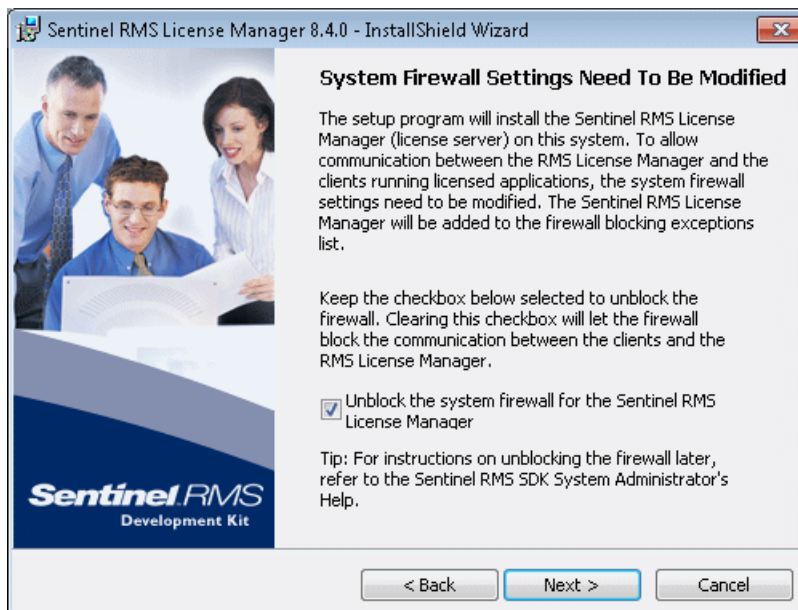 Sentinel RMS License Manager 8.4.0 - InstallShield Wizard
System Firewall Settings Need To Be Modified
The setup program will install the Sentinel RMS License
Manager (license server) on this system. To allow
communication between the RMS License Manager and the
clients running licensed applications, the system firewall
settings need to be modified. The Sentinel RMS License
Manager will be added to the firewall blocking exceptions
list.
Keep the checkbox below selected to unblock the
firewall. Clearing this checkbox will let the firewall
block the communication between the clients and the
RMS License Manager.
Unblock the system firewall for the Sentinel RMS
License Manager
Tip: For instructions on unblocking the firewall later,
refer to the Sentinel RMS SDK System Administrator's
Help.
Sentinel.RMS
Development Kit
< Back
Next >
Cancel